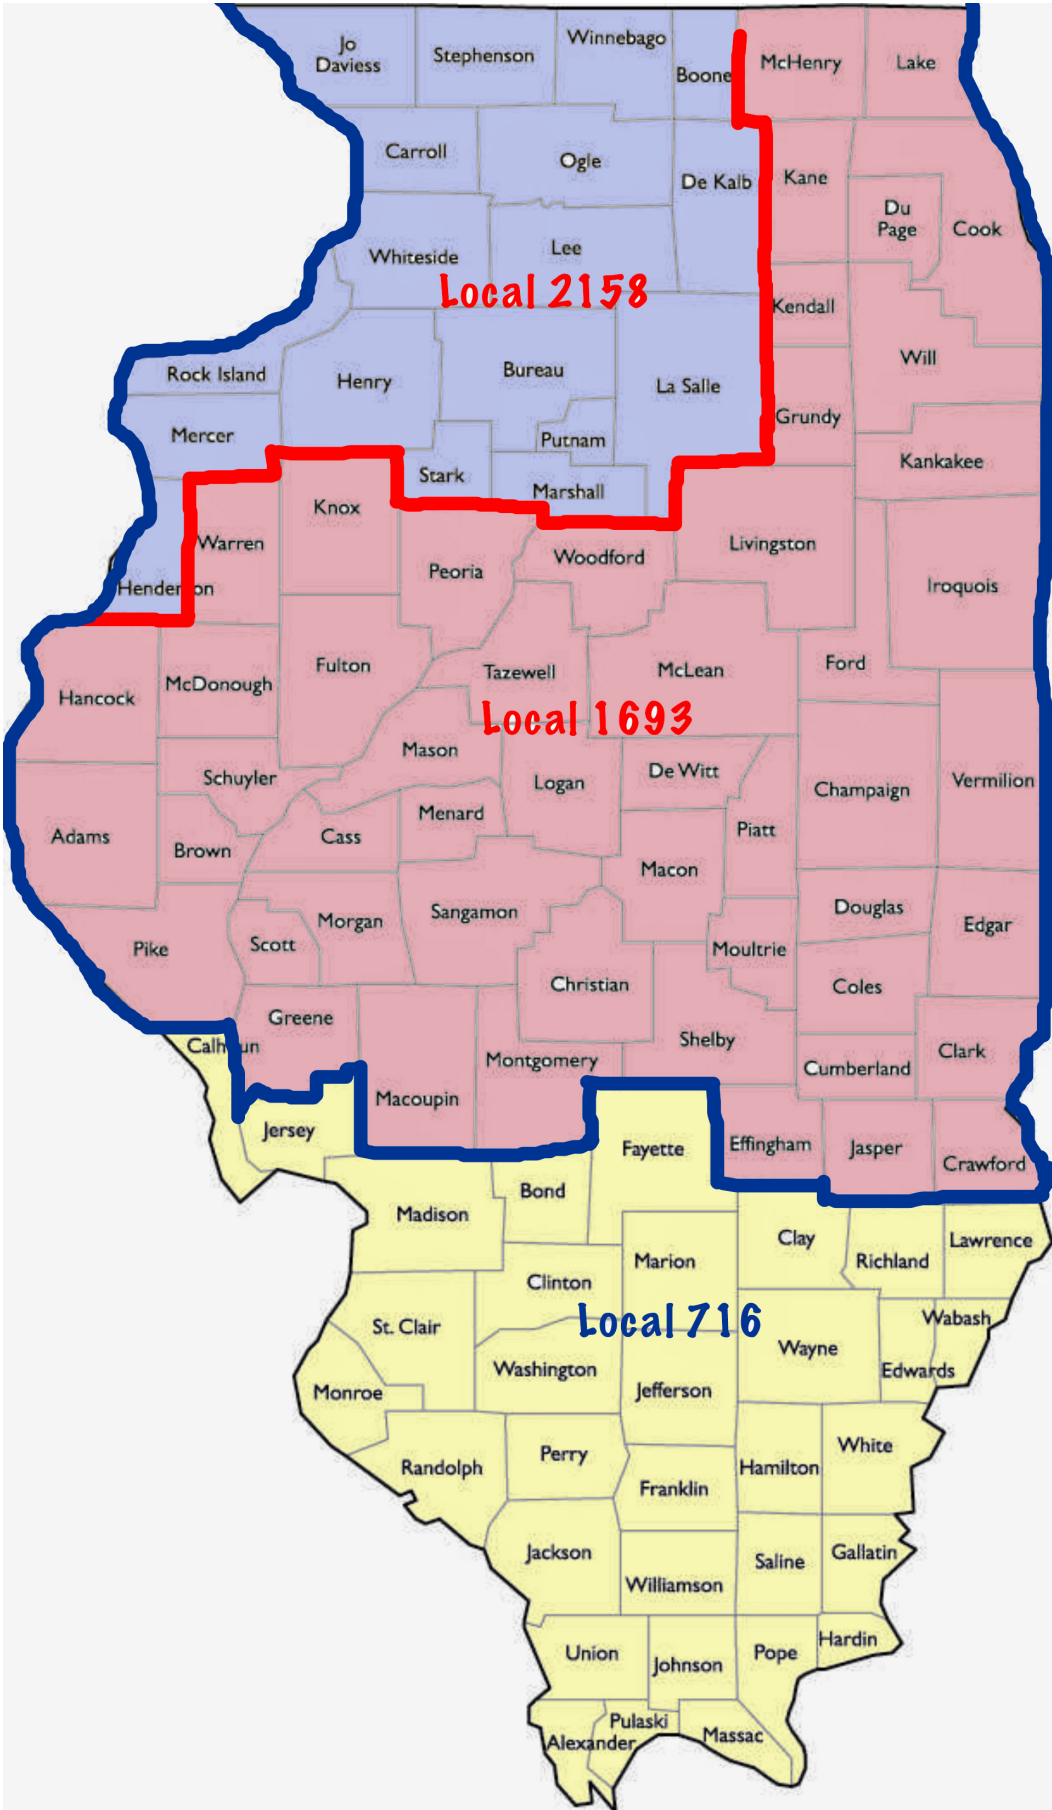 Jo
Daviess
Stephenson
Winnebago
Boone
McHenry
Lake
Carroll
Ogle
De Kalb
Kane
Du
Page
Cook
Whiteside
Lee
Local 2158
Kendall
Rock Island
Henry
Bureau
La Salle
Will
Mercer
Putnam
Grundy
Stark
Marshall
Kankakee
Knox
Warren
Woodford
Livingston
Peoria
Henderson
Iroquois
Fulton
Tazewell
McLean
Ford
Hancock
McDonough
Local 1693
Mason
Schuyler
Logan
De Witt
Champaign
Vermilion
Adams
Brown
Cass
Menard
Piatt
Macon
Pike
Scott
Morgan
Sangamon
Douglas
Edgar
Moultrie
Christian
Coles
Greene
Shelby
Calhoun
Montgomery
Cumberland
Clark
Macoupin
Jersey
Fayette
Effingham
Jasper
Crawford
Madison
Bond
Clay
Richland
Lawrence
Marion
Clinton
Local 716
St. Clair
Wabash
Wayne
Washington
Edwards
Monroe
Jefferson
Randolph
Perry
Franklin
Hamilton
White
Jackson
Williamson
Saline
Gallatin
Union
Johnson
Pope
Hardin
Pulaski
Alexander
Massac